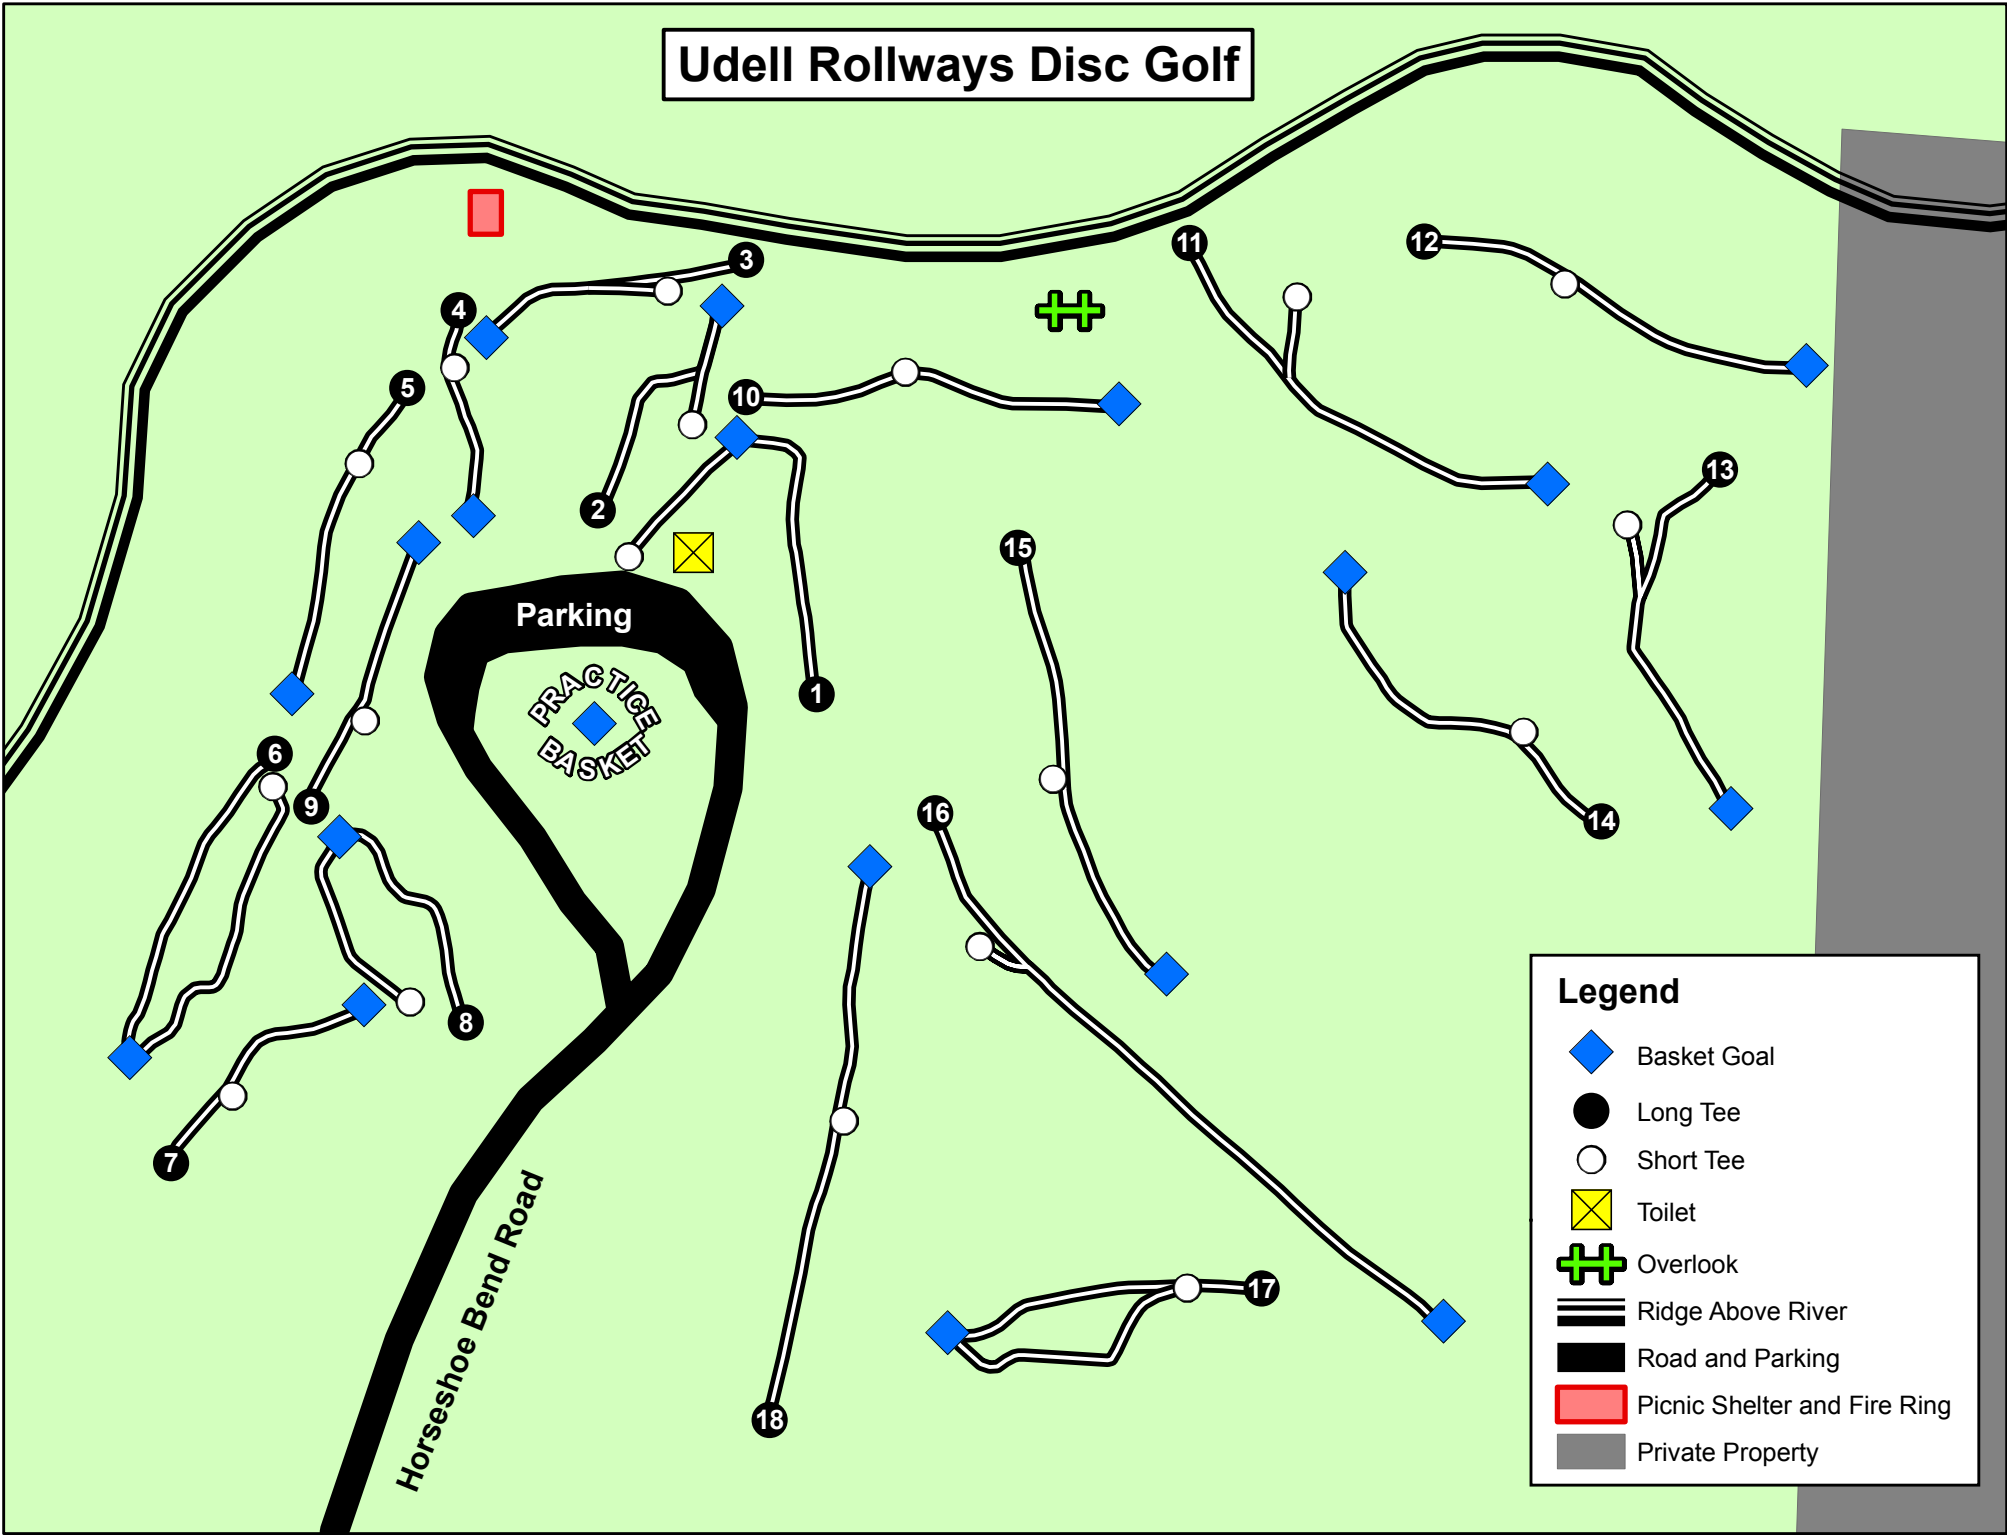 Udell Rollways Disc Golf
11
12
3
4
5
10
13
2
15
Parking
1
PRACTICE
BASKET
6
9
16
14
8
7
Horseshoe Bend Road
17
18
Legend
Basket Goal
Long Tee
Short Tee
Toilet
Overlook
Ridge Above River
Road and Parking
Picnic Shelter and Fire Ring
Private Property